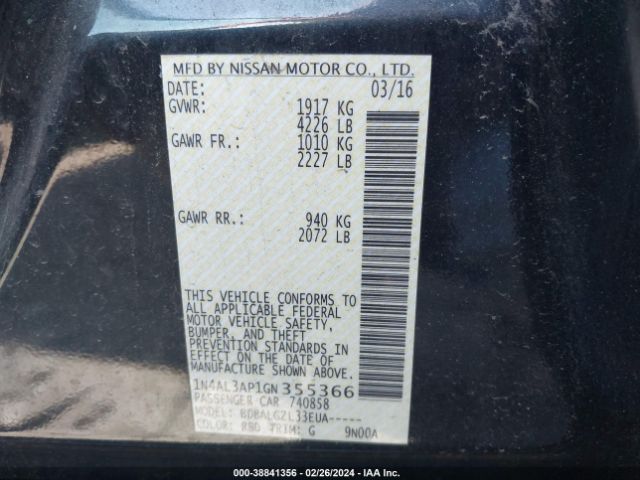 MFD BY NISSAN MOTOR CO., LTD.
DATE: 03/16
GVWR: 1917 KG
4226 LB
GAWR FR.: 1010 KG
2227 LB
GAWR RR.: 940 KG
2072 LB
THIS VEHICLE CONFORMS TO
ALL APPLICABLE FEDERAL
MOTOR VEHICLE SAFETY,
BUMPER, AND THEFT
PREVENTION STANDARDS IN
EFFECT ON THE DATE OF
MANUFACTURE SHOWN ABOVE.
1N4AL3AP1GN355366
PASSENGER CAR 740858
MODEL: BDBALGZL33EUA-----
COLOR: RBD TRIM: G 9N00A
000-38841356 - 02/26/2024 - IAA Inc.